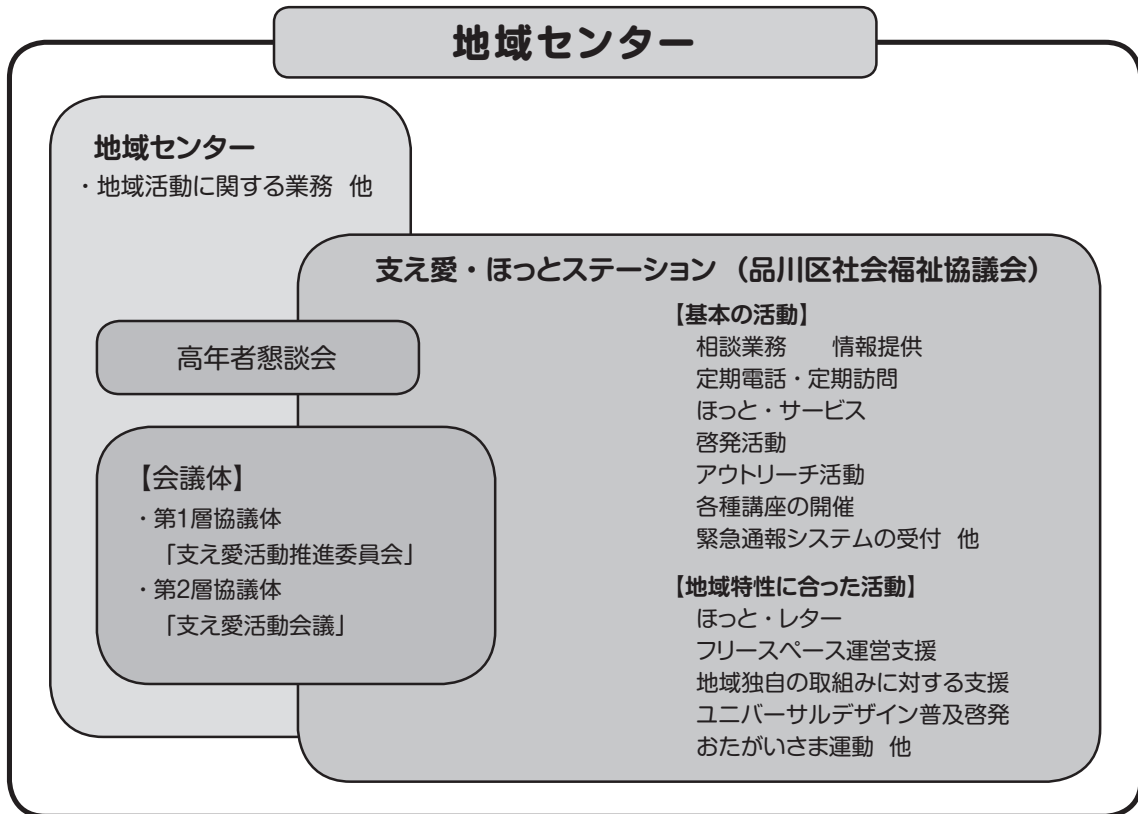 地域センター
地域センター
・地域活動に関する業務 他
支え愛・ほっとステーション（品川区社会福祉協議会）
高年者懇談会
【会議体】
・第1層協議体
「支え愛活動推進委員会」
・第2層協議体
「支え愛活動会議」
【基本の活動】
相談業務　情報提供
定期電話・定期訪問
ほっと・サービス
啓発活動
アウトリーチ活動
各種講座の開催
緊急通報システムの受付 他
【地域特性に合った活動】
ほっと・レター
フリースペース運営支援
地域独自の取組みに対する支援
ユニバーサルデザイン普及啓発
おたがいさま運動 他